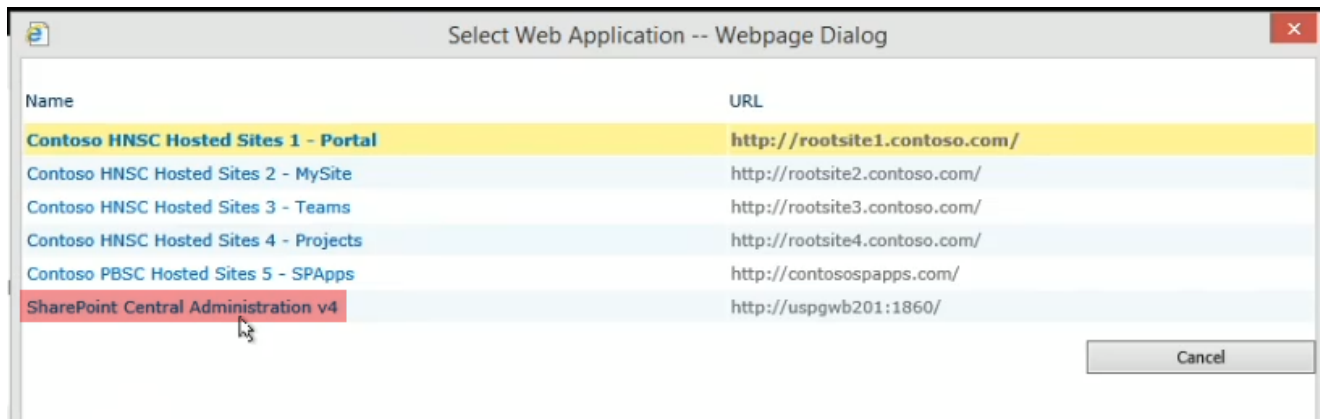 Select Web Application -- Webpage Dialog
Name URL
Contoso HNSC Hosted Sites 1 - Portal http://rootsite1.contoso.com/
Contoso HNSC Hosted Sites 2 - MySite http://rootsite2.contoso.com/
Contoso HNSC Hosted Sites 3 - Teams http://rootsite3.contoso.com/
Contoso HNSC Hosted Sites 4 - Projects http://rootsite4.contoso.com/
Contoso PBSC Hosted Sites 5 - SPApps http://contosospapps.com/
SharePoint Central Administration v4 http://uspgwb201:1860/
Cancel